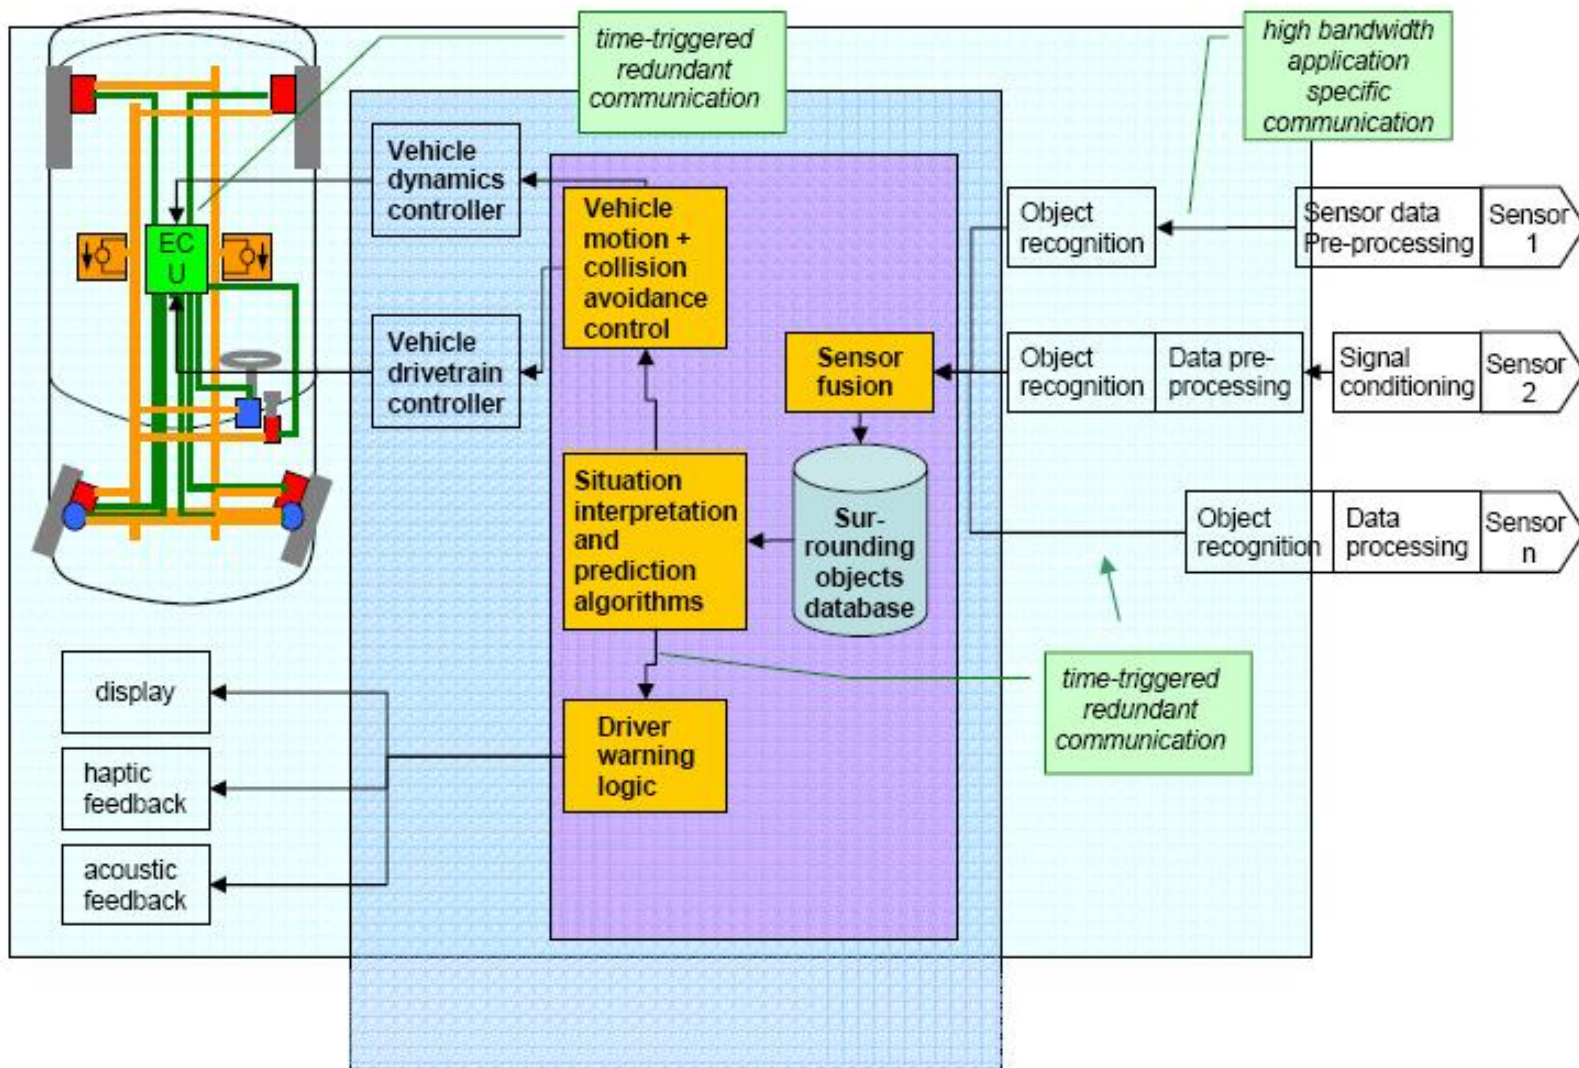 time-triggered
redundant
communication
high bandwidth
application
specific
communication
Vehicle
dynamics
controller
Vehicle
motion +
collision
avoidance
control
Object
recognition
Sensor data
Pre-processing
Sensor
1
EC
U
Vehicle
drivetrain
controller
Sensor
fusion
Object
recognition
Data pre-
processing
Signal
conditioning
Sensor
2
Situation
interpretation
and
prediction
algorithms
Sur-
rounding
objects
database
Object
recognition
Data
processing
Sensor
n
display
haptic
feedback
acoustic
feedback
Driver
warning
logic
time-triggered
redundant
communication